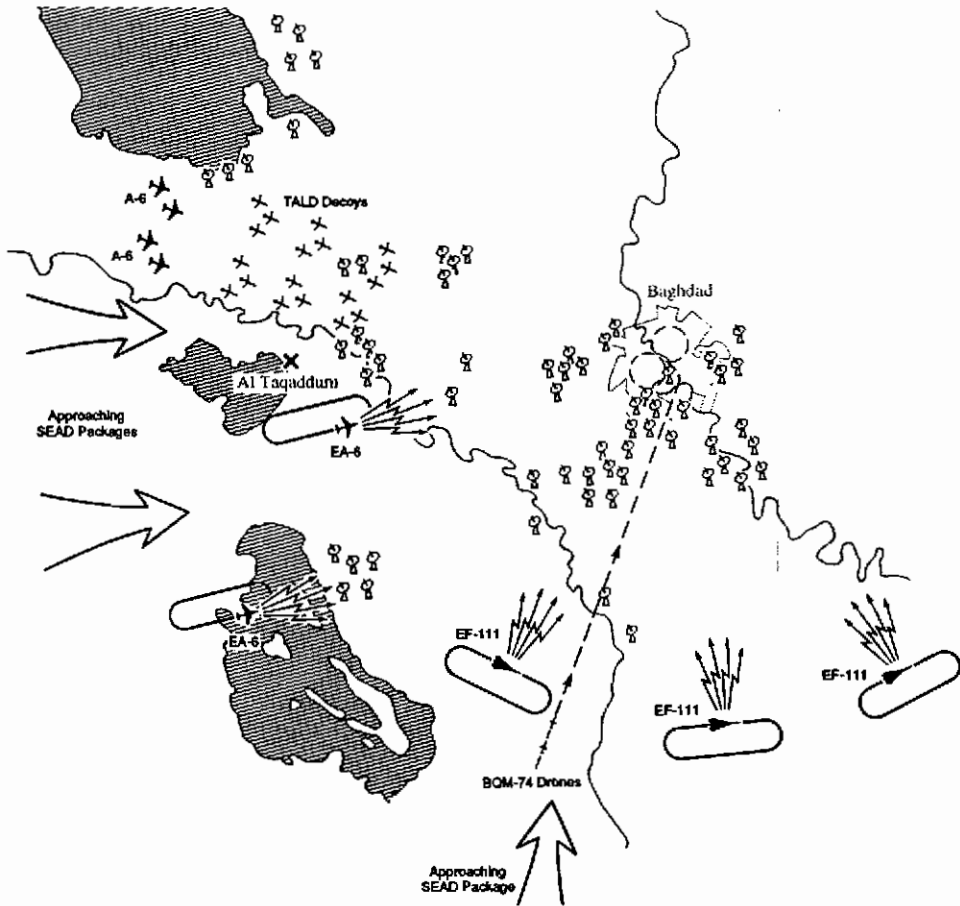 A-6
TALD Decoys
A-6
Baghdad
Al Taqaddum
Approaching
SEAD Packages
EA-6
EA-6
EF-111
EF-111
EF-111
BQM-74 Drones
Approaching
SEAD Package